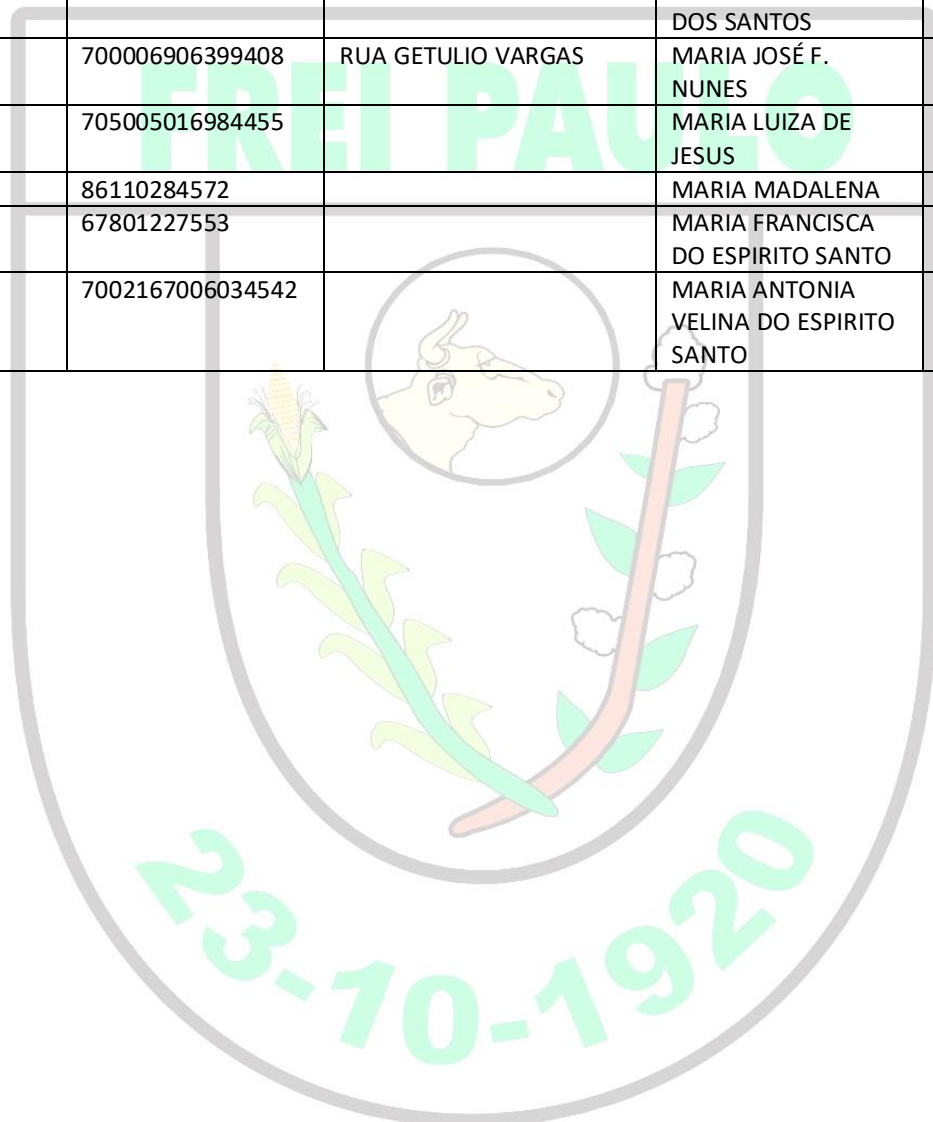 DOS SANTOS
700006906399408 RUA GETULIO VARGAS MARIA JOSÉ F.
NUNES
705005016984455 MARIA LUIZA DE
JESUS
86110284572 MARIA MADALENA
67801227553 MARIA FRANCISCA
DO ESPIRITO SANTO
7002167006034542 MARIA ANTONIA
VELINA DO ESPIRITO
SANTO
FREI PAULO
23-10-1920